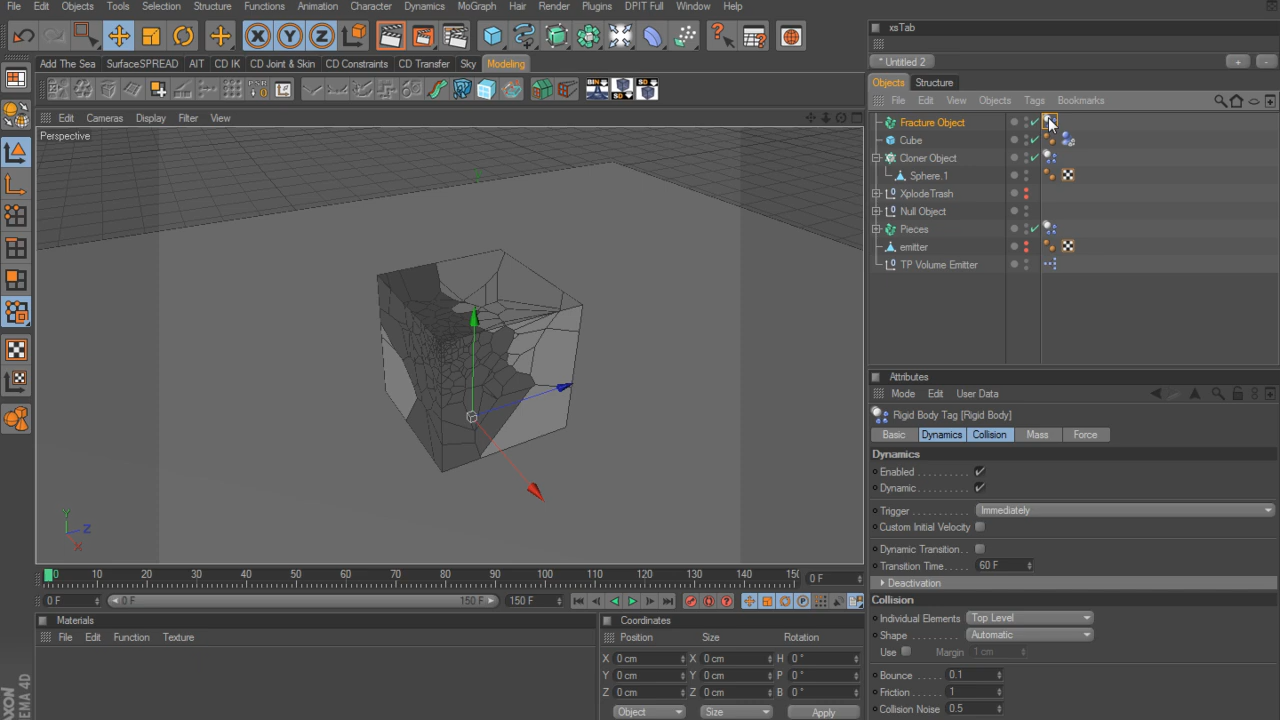 File Edit Objects Tools Selection Structure Functions Animation Character Dynamics MoGraph Hair Render Plugins DPIT Full Window Help
xsTab
* Untitled 2
Add The Sea SurfaceSPREAD AIT CD IK CD Joint & Skin CD Constraints CD Transfer Sky Modeling
Objects Structure
File Edit View Objects Tags Bookmarks
Edit Cameras Display Filter View
Perspective
Fracture Object
Cube
Cloner Object
Sphere.1
XplodeTrash
Null Object
Pieces
emitter
TP Volume Emitter
Attributes
Mode Edit User Data
Rigid Body Tag [Rigid Body]
Basic Dynamics Collision Mass Force
Dynamics
Enabled
Dynamic
Trigger Immediately
Custom Initial Velocity
Dynamic Transition
Transition Time 60 F
Deactivation
Collision
Individual Elements Top Level
Shape Automatic
Use Margin 1 cm
Bounce 0.1
Friction 1
Collision Noise 0.5
Y
Z
X
0 10 20 30 40 50 60 70 80 90 100 110 120 130 140 15( 0 F
0 F 0 F 150 F 150 F
Materials
File Edit Function Texture
Coordinates
Position Size Rotation
X 0 cm X 0 cm H 0 °
Y 0 cm Y 0 cm P 0 °
Z 0 cm Z 0 cm B 0 °
Object Size Apply